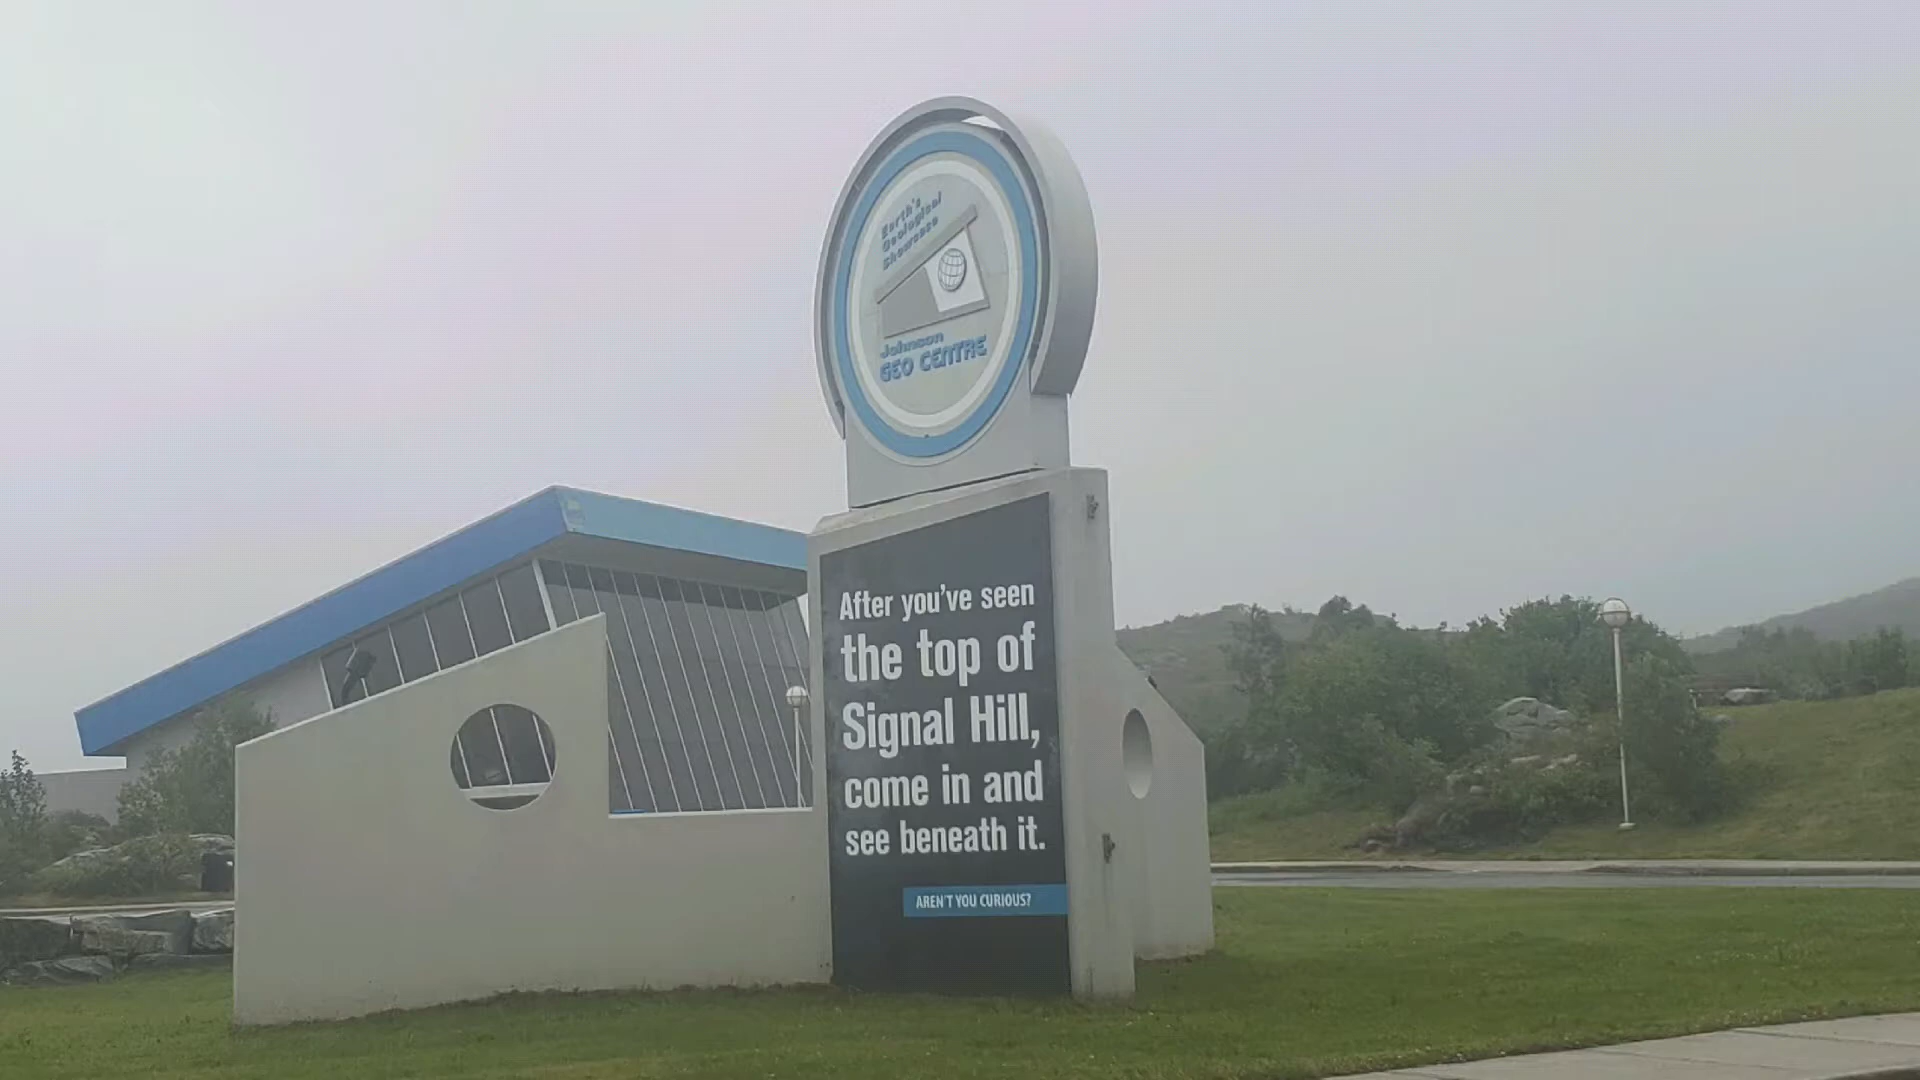 Earth's
Geological
Showcase
Johnson
GEO CENTRE
After you've seen
the top of
Signal Hill,
come in and
see beneath it.
AREN'T YOU CURIOUS?